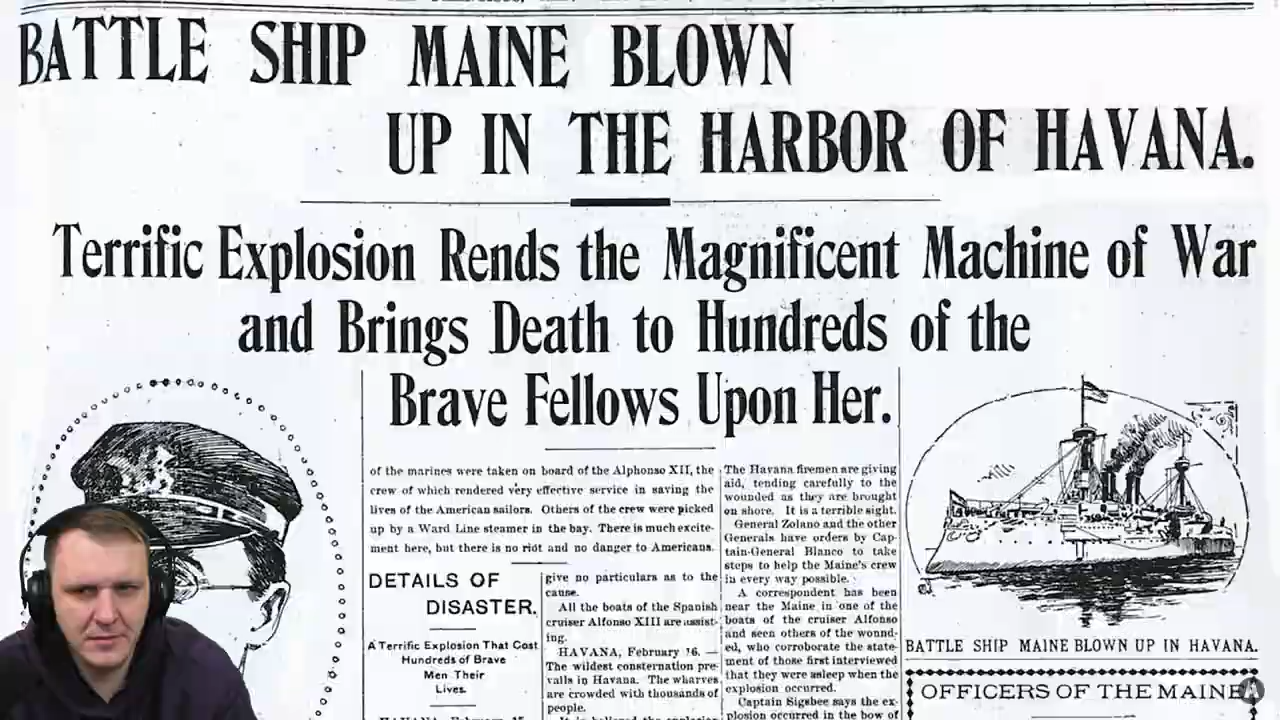 BATTLE SHIP MAINE BLOWN
UP IN THE HARBOR OF HAVANA.
Terrific Explosion Rends the Magnificent Machine of War
and Brings Death to Hundreds of the
Brave Fellows Upon Her.
of the marines were taken on board of the Alphonso XII, the
crew of which rendered very effective service in saving the
lives of the American sailors. Others of the crew were picked
up by a Ward Line steamer in the bay. There is much excite-
ment here, but there is no riot and no danger to Americans.
DETAILS OF
DISASTER.
A Terrific Explosion That Cost
Hundreds of Brave
Men Their
Lives.
HAVANA, February 15.
give no particulars as to the
cause.
All the boats of the Spanish
cruiser Alfonso XIII are assist-
ing.
HAVANA, February 16. —
The wildest consternation pre-
vails in Havana. The wharves
are crowded with thousands of
people.
It is believed the explosion
The Havana firemen are giving
aid, tending carefully to the
wounded as they are brought
on shore. It is a terrible sight.
General Zolano and the other
Generals have orders by Cap-
tain-General Blanco to take
steps to help the Maine's crew
in every way possible.
A correspondent has been
near the Maine in one of the
boats of the cruiser Alfonso
and seen others of the wound-
ed, who corroborate the state-
ment of those first interviewed
that they were asleep when the
explosion occurred.
Captain Sigsbee says the ex-
plosion occurred in the bow of
BATTLE SHIP MAINE BLOWN UP IN HAVANA.
OFFICERS OF THE MAINE